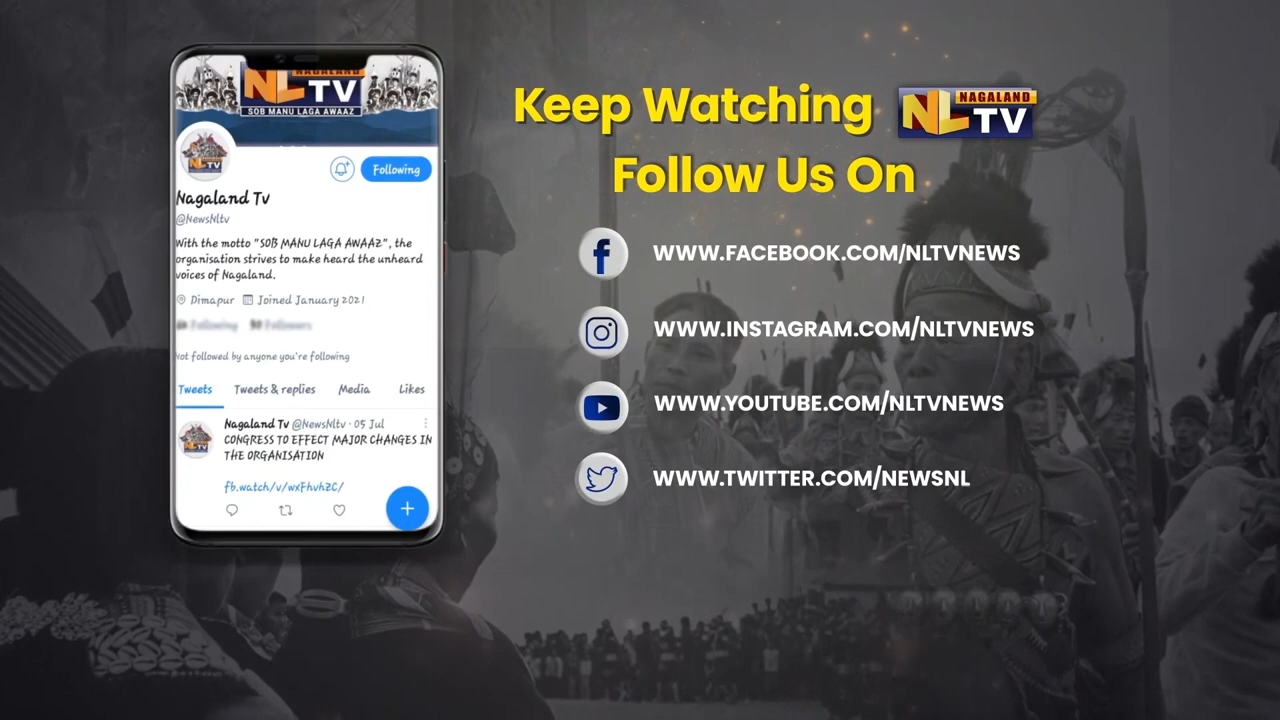 NAGALAND
NL TV
SOB MANU LAGA AWAAZ
NL TV
Following
Nagaland Tv
@NewsNltv
With the motto "SOB MANU LAGA AWAAZ", the
organisation strives to make heard the unheard
voices of Nagaland.
Dimapur Joined January 2021
Following Followers
Not followed by anyone you're following
Tweets Tweets & replies Media Likes
Nagaland Tv @NewsNltv · 05 Jul
CONGRESS TO EFFECT MAJOR CHANGES IN
THE ORGANISATION
fb.watch/v/wxFhvhZC/
Keep Watching
NAGALAND
NL TV
Follow Us On
WWW.FACEBOOK.COM/NLTVNEWS
WWW.INSTAGRAM.COM/NLTVNEWS
WWW.YOUTUBE.COM/NLTVNEWS
WWW.TWITTER.COM/NEWSNL